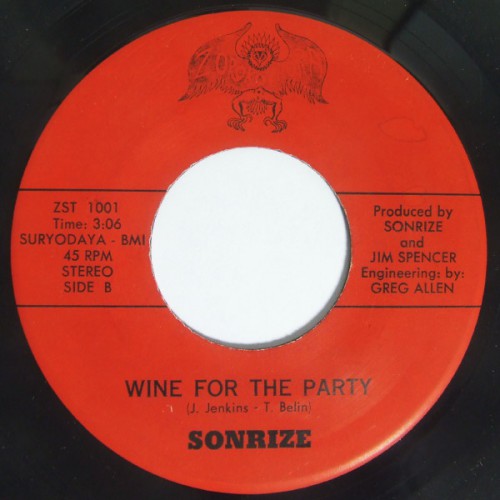 ZST 1001
Time: 3:06
SURYODAYA - BMI
45 RPM
STEREO
SIDE B
Produced by
SONRIZE
and
JIM SPENCER
Engineering: by:
GREG ALLEN
WINE FOR THE PARTY
(J. Jenkins - T. Belin)
SONRIZE